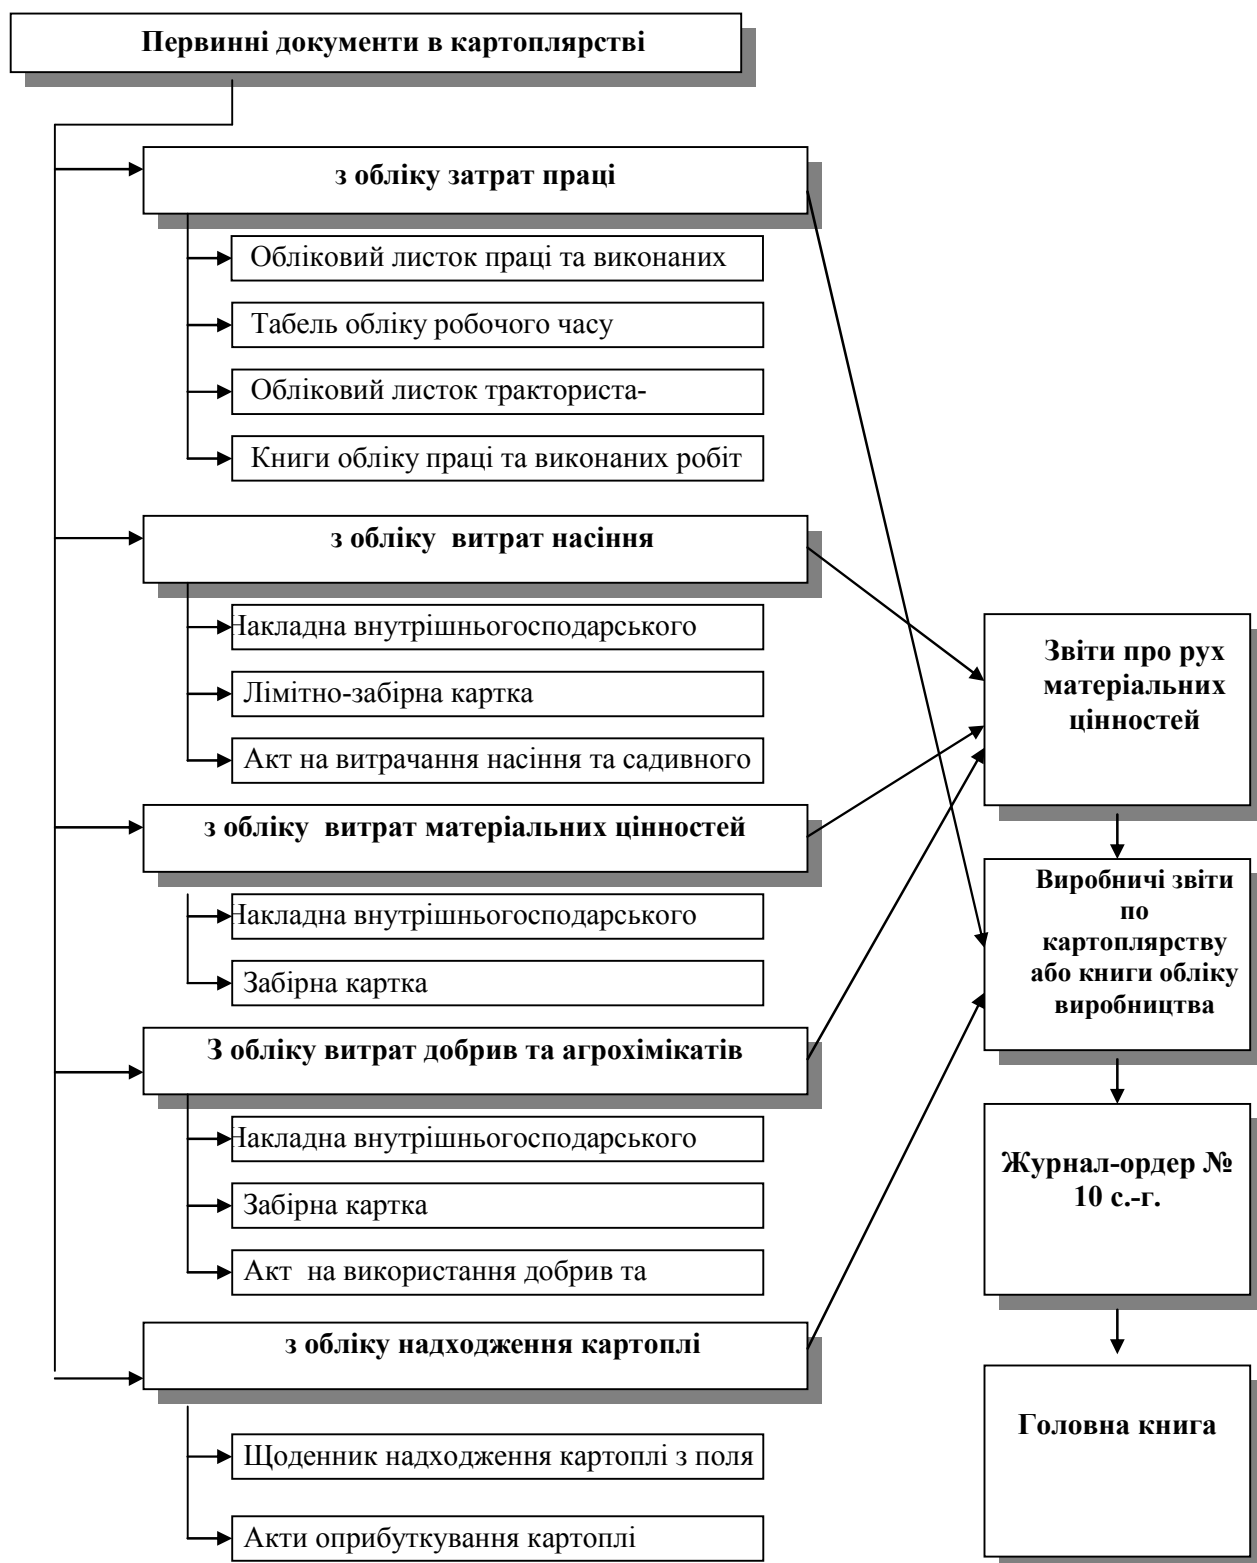 Первинні документи в картоплярстві
з обліку затрат праці
Обліковий листок праці та виконаних
Табель обліку робочого часу
Обліковий листок тракториста-
Книги обліку праці та виконаних робіт
з обліку витрат насіння
Накладна внутрішньогосподарського
Лімітно-забірна картка
Акт на витрачання насіння та садивного
з обліку витрат матеріальних цінностей
Накладна внутрішньогосподарського
Забірна картка
З обліку витрат добрив та агрохімікатів
Накладна внутрішньогосподарського
Забірна картка
Акт на використання добрив та
з обліку надходження картоплі
Щоденник надходження картоплі з поля
Акти оприбуткування картоплі
Звіти про рух
матеріальних
цінностей
Виробничі звіти
по
картоплярству
або книги обліку
виробництва
Журнал-ордер №
10 с.-г.
Головна книга